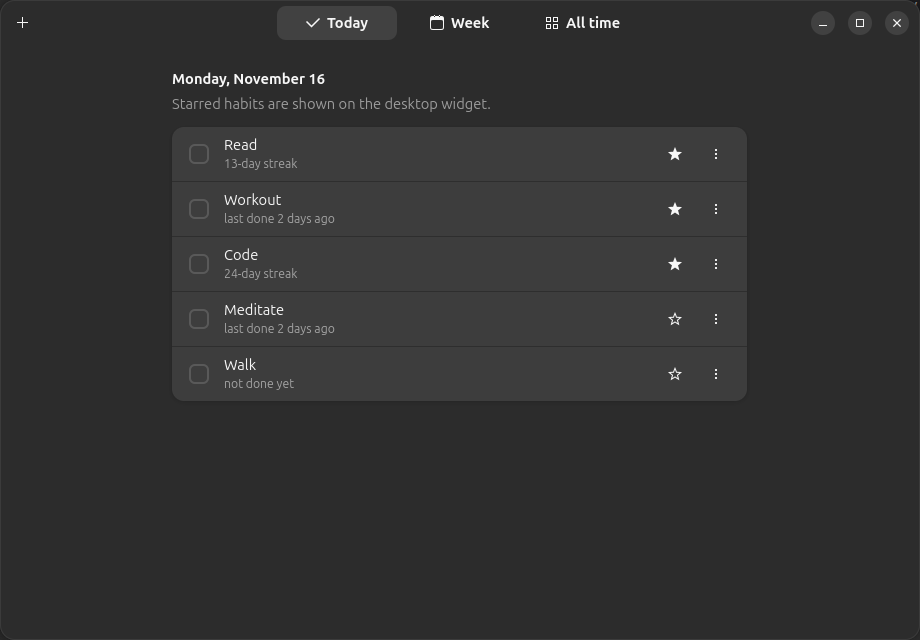 Today
Week
All time
Monday, November 16
Starred habits are shown on the desktop widget.
Read
13-day streak
Workout
last done 2 days ago
Code
24-day streak
Meditate
last done 2 days ago
Walk
not done yet